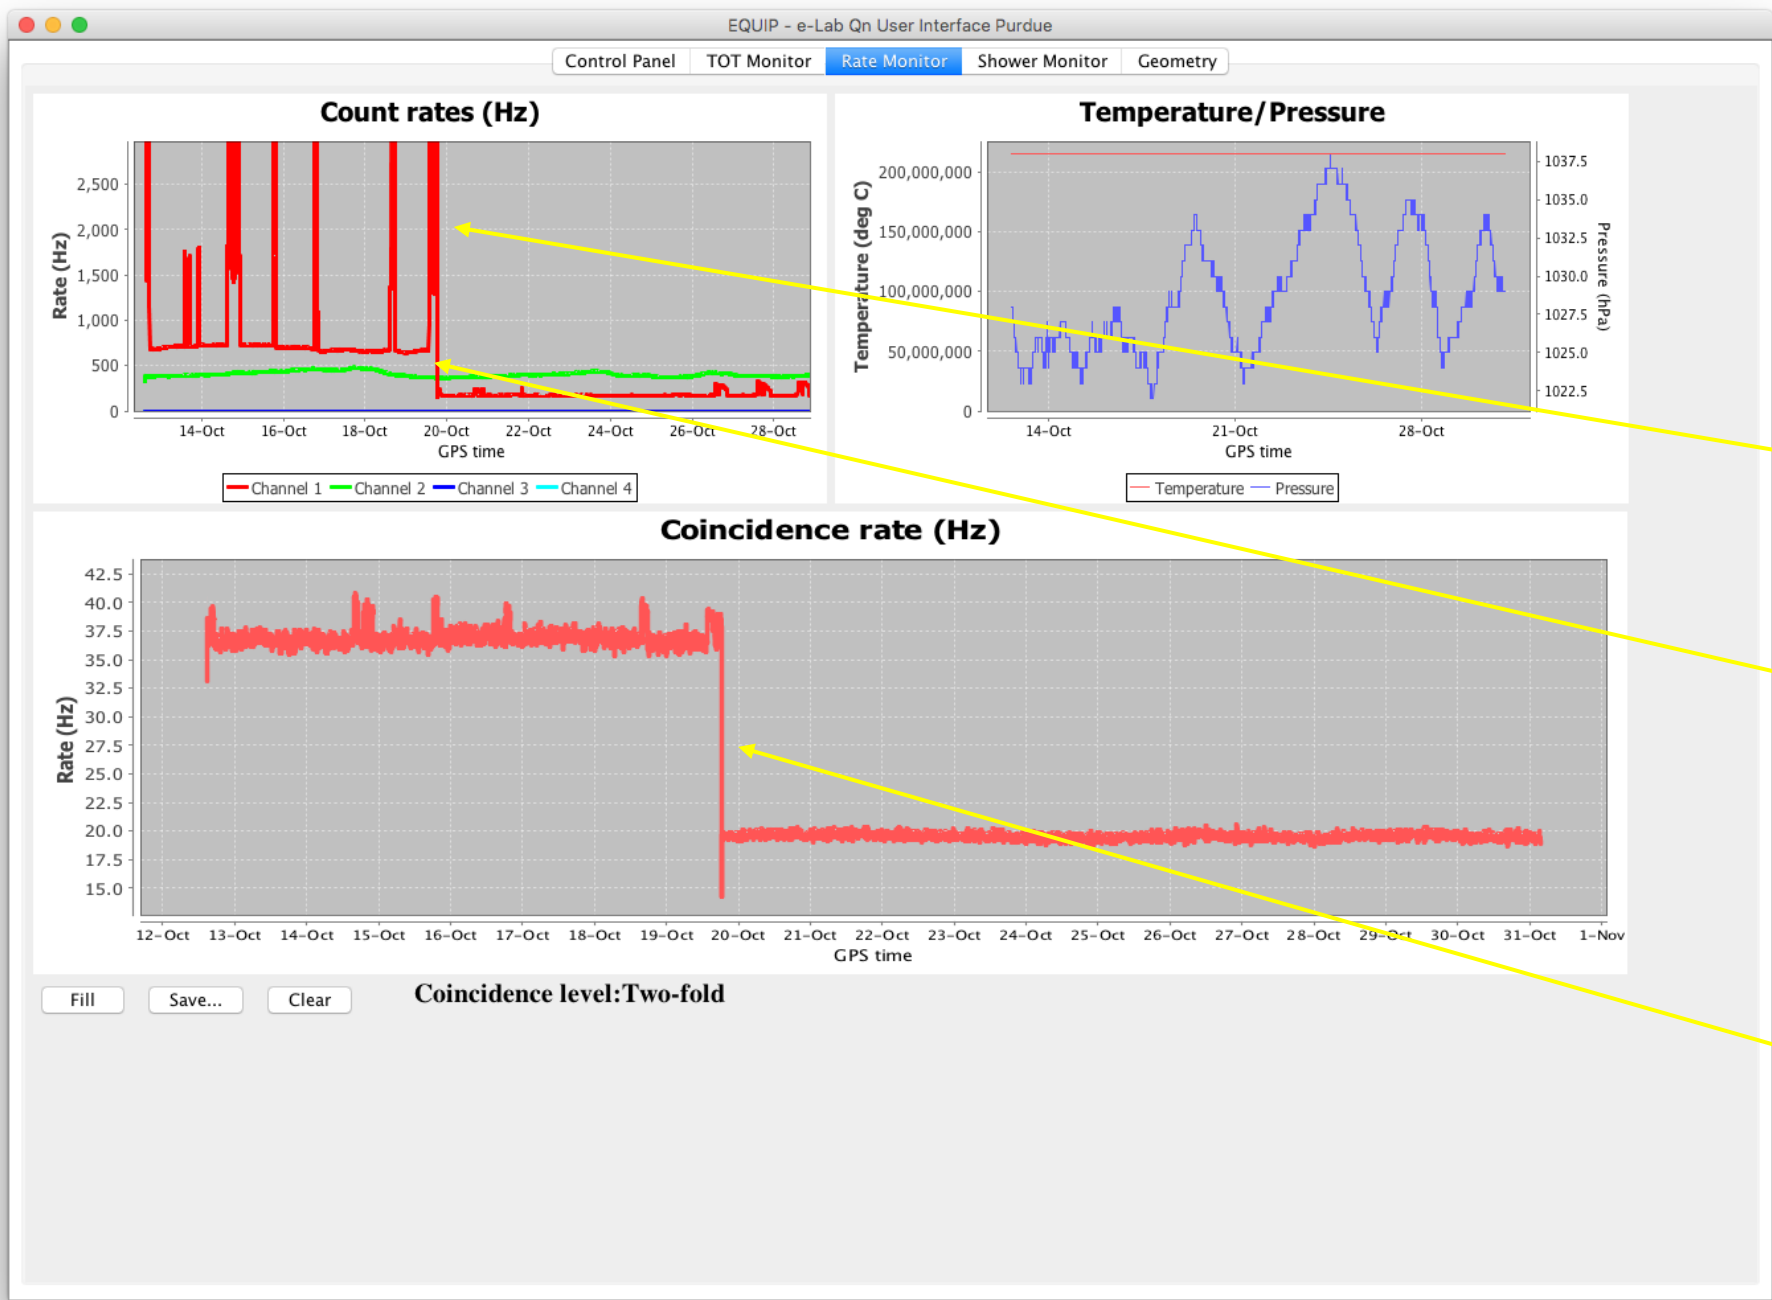 EQUIP - e-Lab Qn User Interface Purdue
Control Panel TOT Monitor Rate Monitor Shower Monitor Geometry
Count rates (Hz)
Rate (Hz)
2,500
2,000
1,500
1,000
500
0
14-Oct 16-Oct 18-Oct 20-Oct 22-Oct 24-Oct 26-Oct 28-Oct
GPS time
Channel 1 Channel 2 Channel 3 Channel 4
Temperature/Pressure
Temperature (deg C)
200,000,000
150,000,000
100,000,000
50,000,000
0
1037.5
1035.0
1032.5
1030.0
1027.5
1025.0
1022.5
Pressure (hPa)
14-Oct 21-Oct 28-Oct
GPS time
Temperature Pressure
Coincidence rate (Hz)
Rate (Hz)
42.5
40.0
37.5
35.0
32.5
30.0
27.5
25.0
22.5
20.0
17.5
15.0
12-Oct 13-Oct 14-Oct 15-Oct 16-Oct 17-Oct 18-Oct 19-Oct 20-Oct 21-Oct 22-Oct 23-Oct 24-Oct 25-Oct 26-Oct 27-Oct 28-Oct 29-Oct 30-Oct 31-Oct 1-Nov
GPS time
Fill Save... Clear Coincidence level:Two-fold